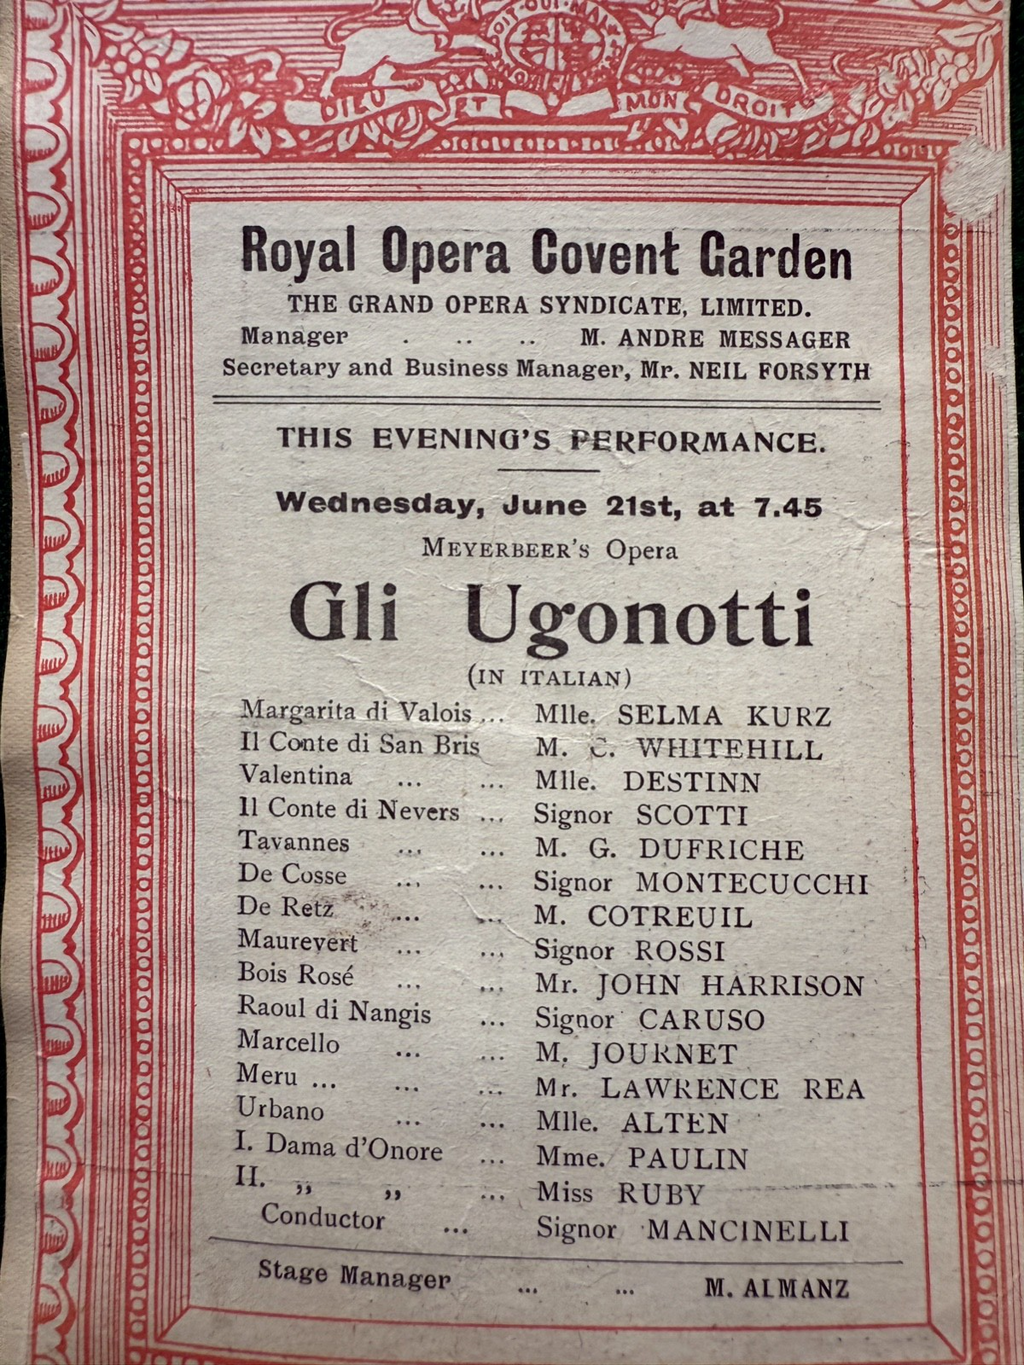 DIEU ET MON DROIT
Royal Opera Covent Garden
THE GRAND OPERA SYNDICATE, LIMITED.
Manager . .. .. M. ANDRE MESSAGER
Secretary and Business Manager, Mr. NEIL FORSYTH
THIS EVENING'S PERFORMANCE.
Wednesday, June 21st, at 7.45
MEYERBEER'S Opera
Gli Ugonotti
(IN ITALIAN)
Margarita di Valois ... Mlle. SELMA KURZ
Il Conte di San Bris M. C. WHITEHILL
Valentina ... ... Mlle. DESTINN
Il Conte di Nevers ... Signor SCOTTI
Tavannes ... ... M. G. DUFRICHE
De Cosse ... ... Signor MONTECUCCHI
De Retz ... ... M. COTREUIL
Maurevert ... ... Signor ROSSI
Bois Rosé ... ... Mr. JOHN HARRISON
Raoul di Nangis ... Signor CARUSO
Marcello ... ... M. JOURNET
Meru ... ... ... Mr. LAWRENCE REA
Urbano ... ... Mlle. ALTEN
I. Dama d'Onore ... Mme. PAULIN
II. „ „ ... Miss RUBY
Conductor ... Signor MANCINELLI
Stage Manager ... ... M. ALMANZ